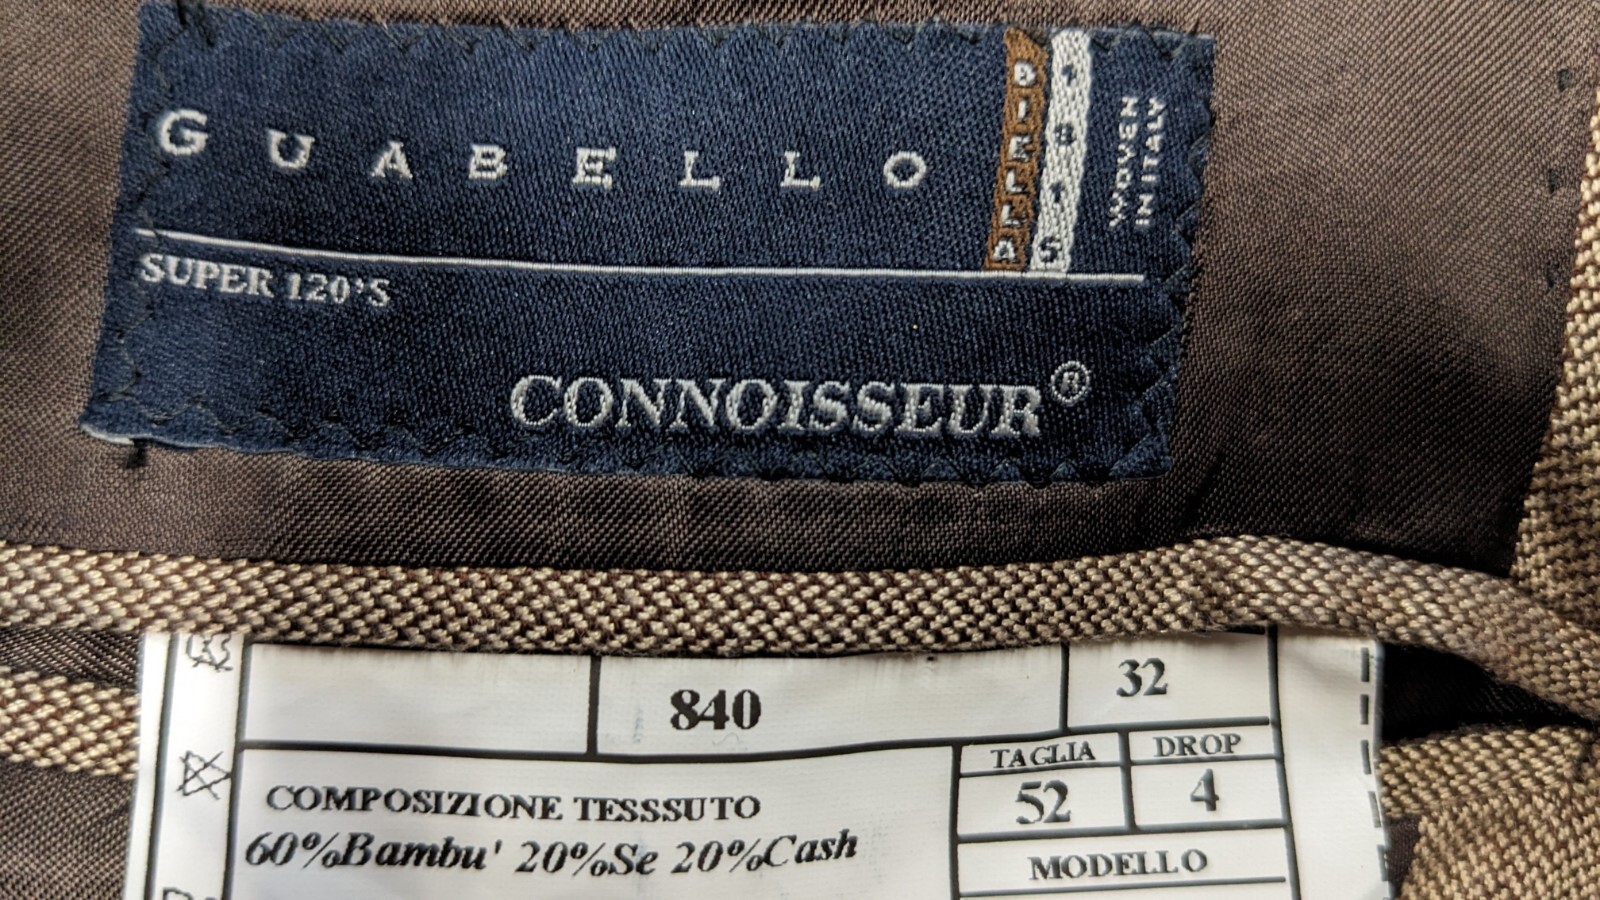 GUABELLO
BIELLA
1815
WOVEN
IN ITALY
SUPER 120'S
CONNOISSEUR®
840
32
TAGLIA
DROP
52
4
COMPOSIZIONE TESSSUTO
60%Bambu' 20%Se 20%Cash
MODELLO